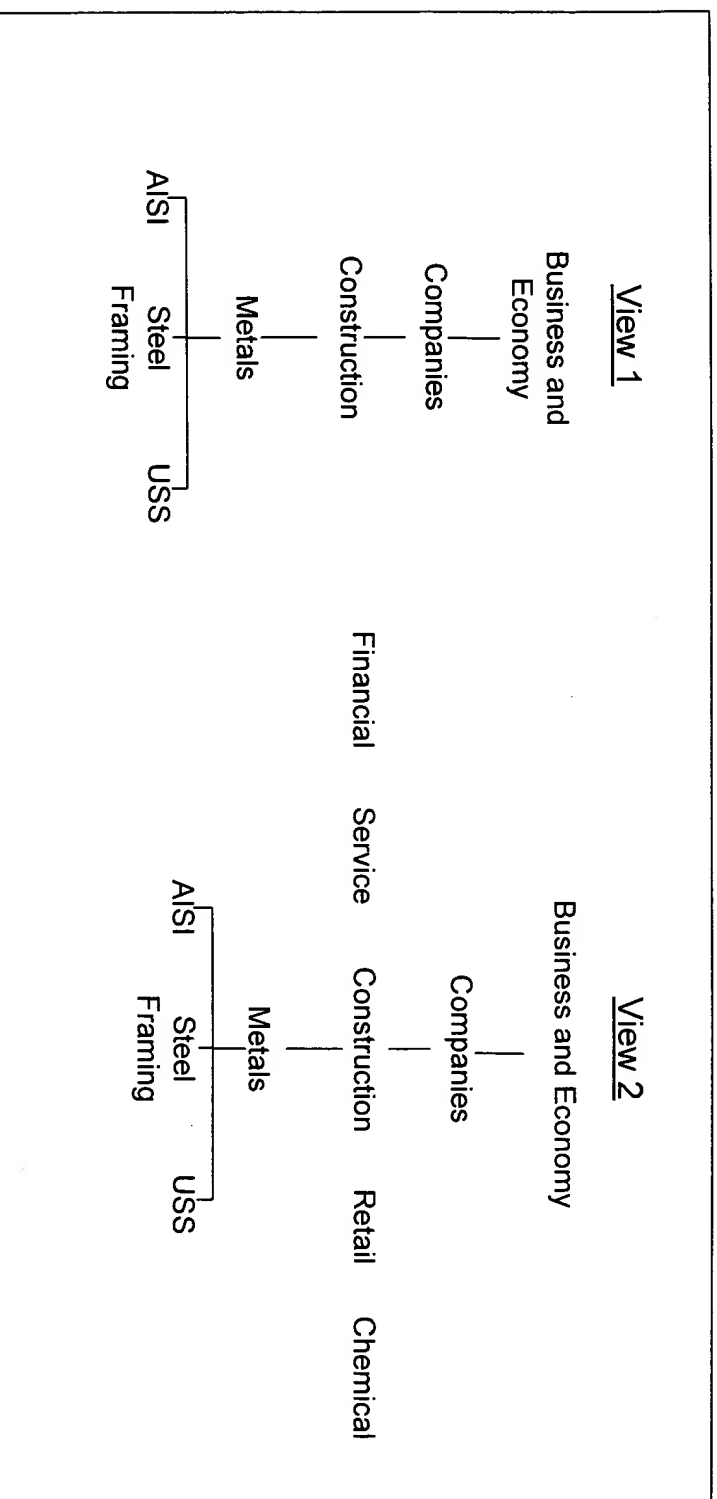 View 1
Business and
Economy
Companies
Construction
Metals
AISI Steel USS
Framing
View 2
Business and Economy
Companies
Financial Service Construction Retail Chemical
Metals
AISI Steel USS
Framing